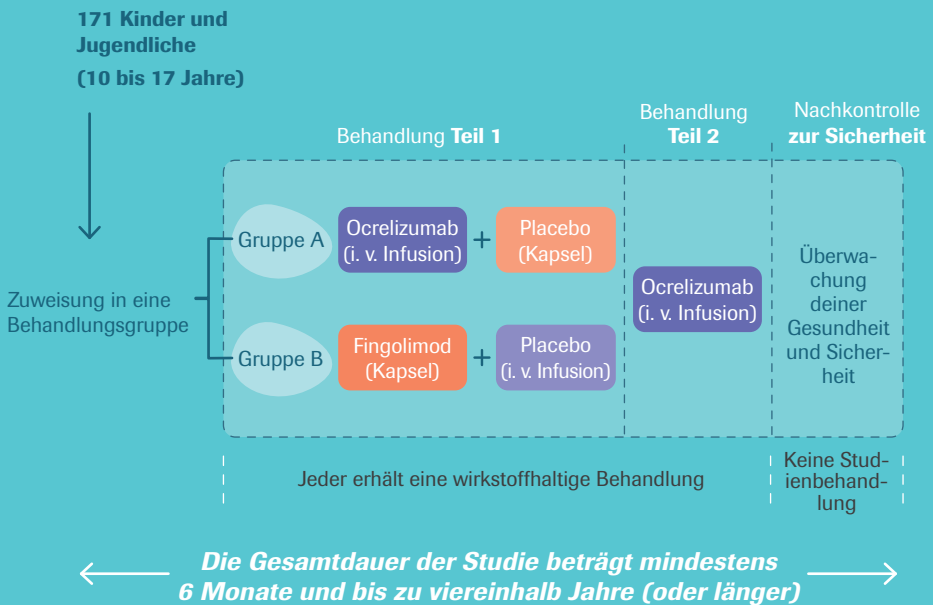 171 Kinder und
Jugendliche
(10 bis 17 Jahre)
Zuweisung in eine
Behandlungsgruppe
Behandlung Teil 1
Behandlung
Teil 2
Nachkontrolle
zur Sicherheit
Gruppe A
Ocrelizumab
(i. v. Infusion)
+
Placebo
(Kapsel)
Gruppe B
Fingolimod
(Kapsel)
+
Placebo
(i. v. Infusion)
Ocrelizumab
(i. v. Infusion)
Überwa-
chung
deiner
Gesundheit
und Sicher-
heit
Jeder erhält eine wirkstoffhaltige Behandlung
Keine Stud-
ienbehand-
lung
Die Gesamtdauer der Studie beträgt mindestens
6 Monate und bis zu viereinhalb Jahre (oder länger)